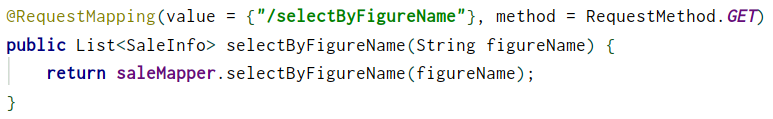 @RequestMapping(value = {"/selectByFigureName"}, method = RequestMethod.GET)
public List<SaleInfo> selectByFigureName(String figureName) {
    return saleMapper.selectByFigureName(figureName);
}